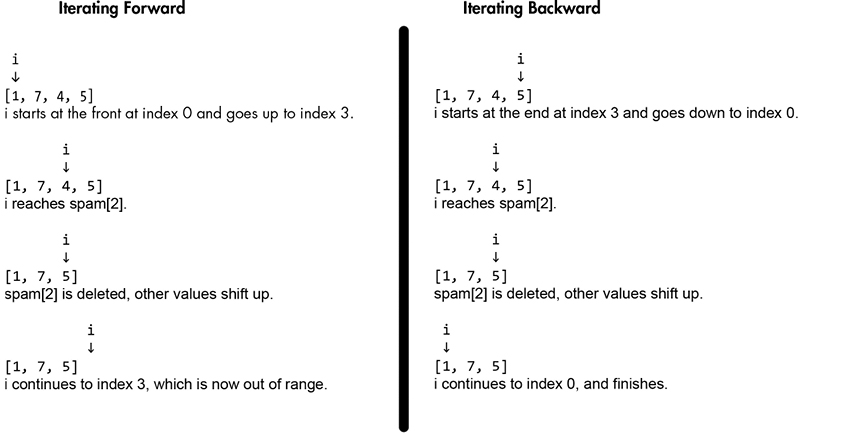 Iterating Forward
i
↓
[1, 7, 4, 5]
i starts at the front at index 0 and goes up to index 3.
i
↓
[1, 7, 4, 5]
i reaches spam[2].
i
↓
[1, 7, 5]
spam[2] is deleted, other values shift up.
i
↓
[1, 7, 5]
i continues to index 3, which is now out of range.
Iterating Backward
i
↓
[1, 7, 4, 5]
i starts at the end at index 3 and goes down to index 0.
i
↓
[1, 7, 4, 5]
i reaches spam[2].
i
↓
[1, 7, 5]
spam[2] is deleted, other values shift up.
i
↓
[1, 7, 5]
i continues to index 0, and finishes.